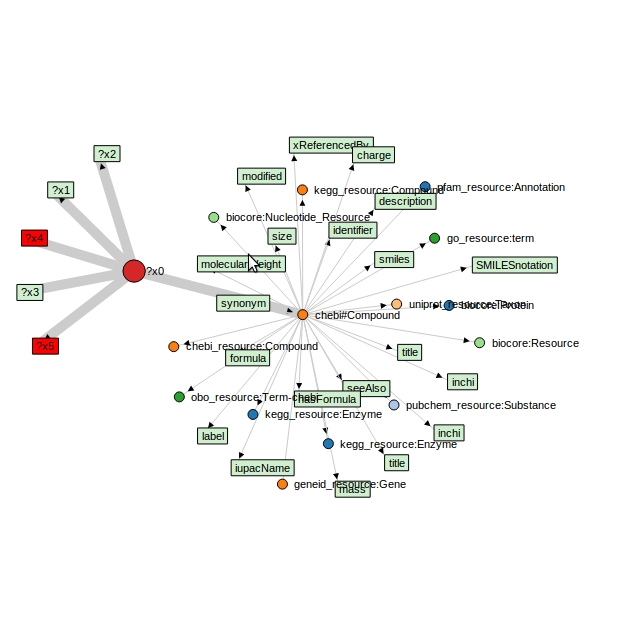 xReferencedBy
charge
?x2
modified
kegg_resource:Compound
pfam_resource:Annotation
?x1
description
biocore:Nucleotide_Resource
identifier
?x4
size
go_resource:term
smiles
molecular
eight
SMILESnotation
?x0
?x3
synonym
uniprot_resource:Taxon
biocore:Protein
chebi#Compound
?x5
chebi_resource:Compound
biocore:Resource
title
formula
inchi
seeAlso
obo_resource:Term-chebi
hasFormula
pubchem_resource:Substance
kegg_resource:Enzyme
label
inchi
kegg_resource:Enzyme
iupacName
title
geneid_resource:Gene
mass